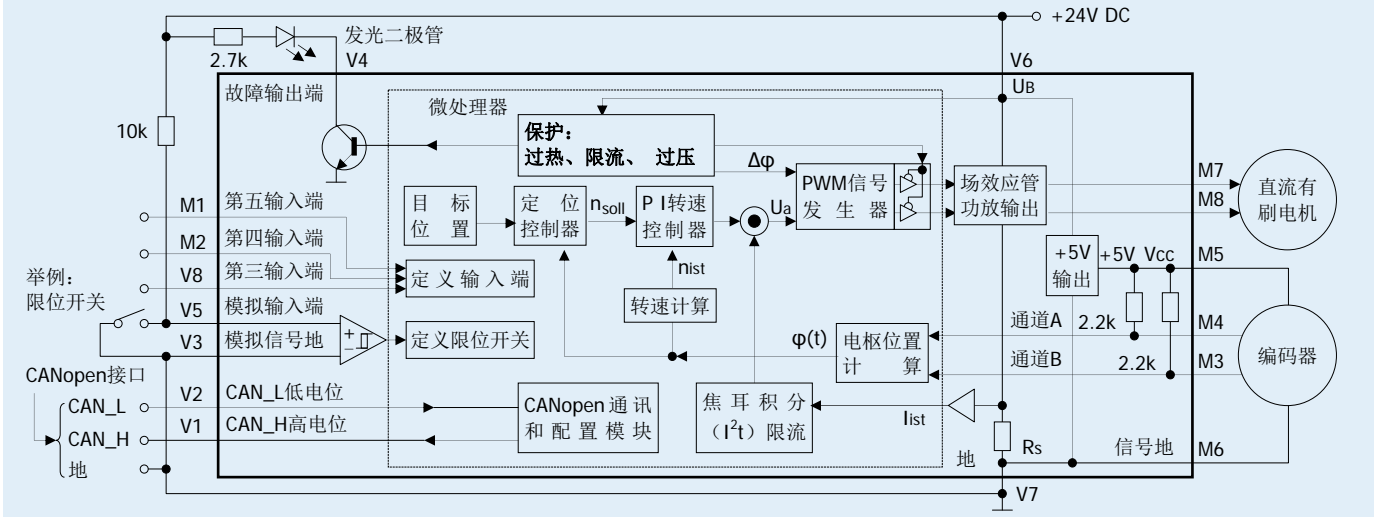 +24V DC
发光二极管
2.7k
V4
V6
UB
故障输出端
微处理器
10k
保护：
过热、限流、 过压
Δφ
M1
第五输入端
目 标
位 置
定 位
控制器
nsoll
P I转速
控制器
Ua
PWM信号
发 生 器
场效应管
功放输出
M7
M8
直流有
刷电机
M2
第四输入端
V8
第三输入端
定 义 输 入 端
nist
+5V
输出
+5V
Vcc
M5
举例：
限位开关
V5
模拟输入端
转速计算
V3
模拟信号地
+
−
定义限位开关
φ(t)
电枢位置
计 算
通道A
2.2k
M4
通道B
2.2k
M3
编码器
CANopen接口
CAN_L
V2
CAN_L低电位
CANopen 通讯
和 配 置 模 块
焦 耳 积 分
（I²t）限流
Iist
CAN_H
V1
CAN_H高电位
地
地
Rs
信号地
M6
V7